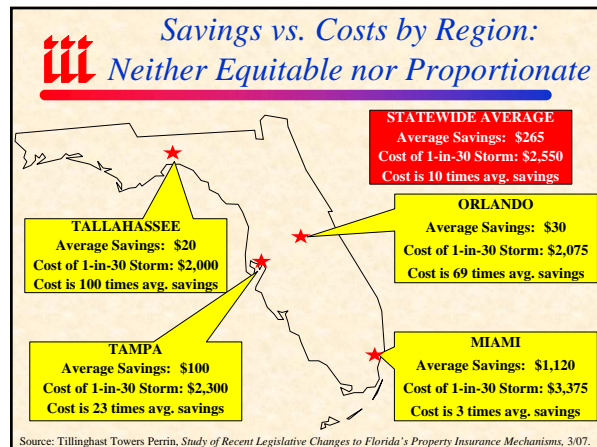 Savings vs. Costs by Region:
Neither Equitable nor Proportionate
iii
STATEWIDE AVERAGE
Average Savings: $265
Cost of 1-in-30 Storm: $2,550
Cost is 10 times avg. savings
TALLAHASSEE
Average Savings: $20
Cost of 1-in-30 Storm: $2,000
Cost is 100 times avg. savings
ORLANDO
Average Savings: $30
Cost of 1-in-30 Storm: $2,075
Cost is 69 times avg. savings
TAMPA
Average Savings: $100
Cost of 1-in-30 Storm: $2,300
Cost is 23 times avg. savings
MIAMI
Average Savings: $1,120
Cost of 1-in-30 Storm: $3,375
Cost is 3 times avg. savings
Source: Tillinghast Towers Perrin, Study of Recent Legislative Changes to Florida's Property Insurance Mechanisms, 3/07.